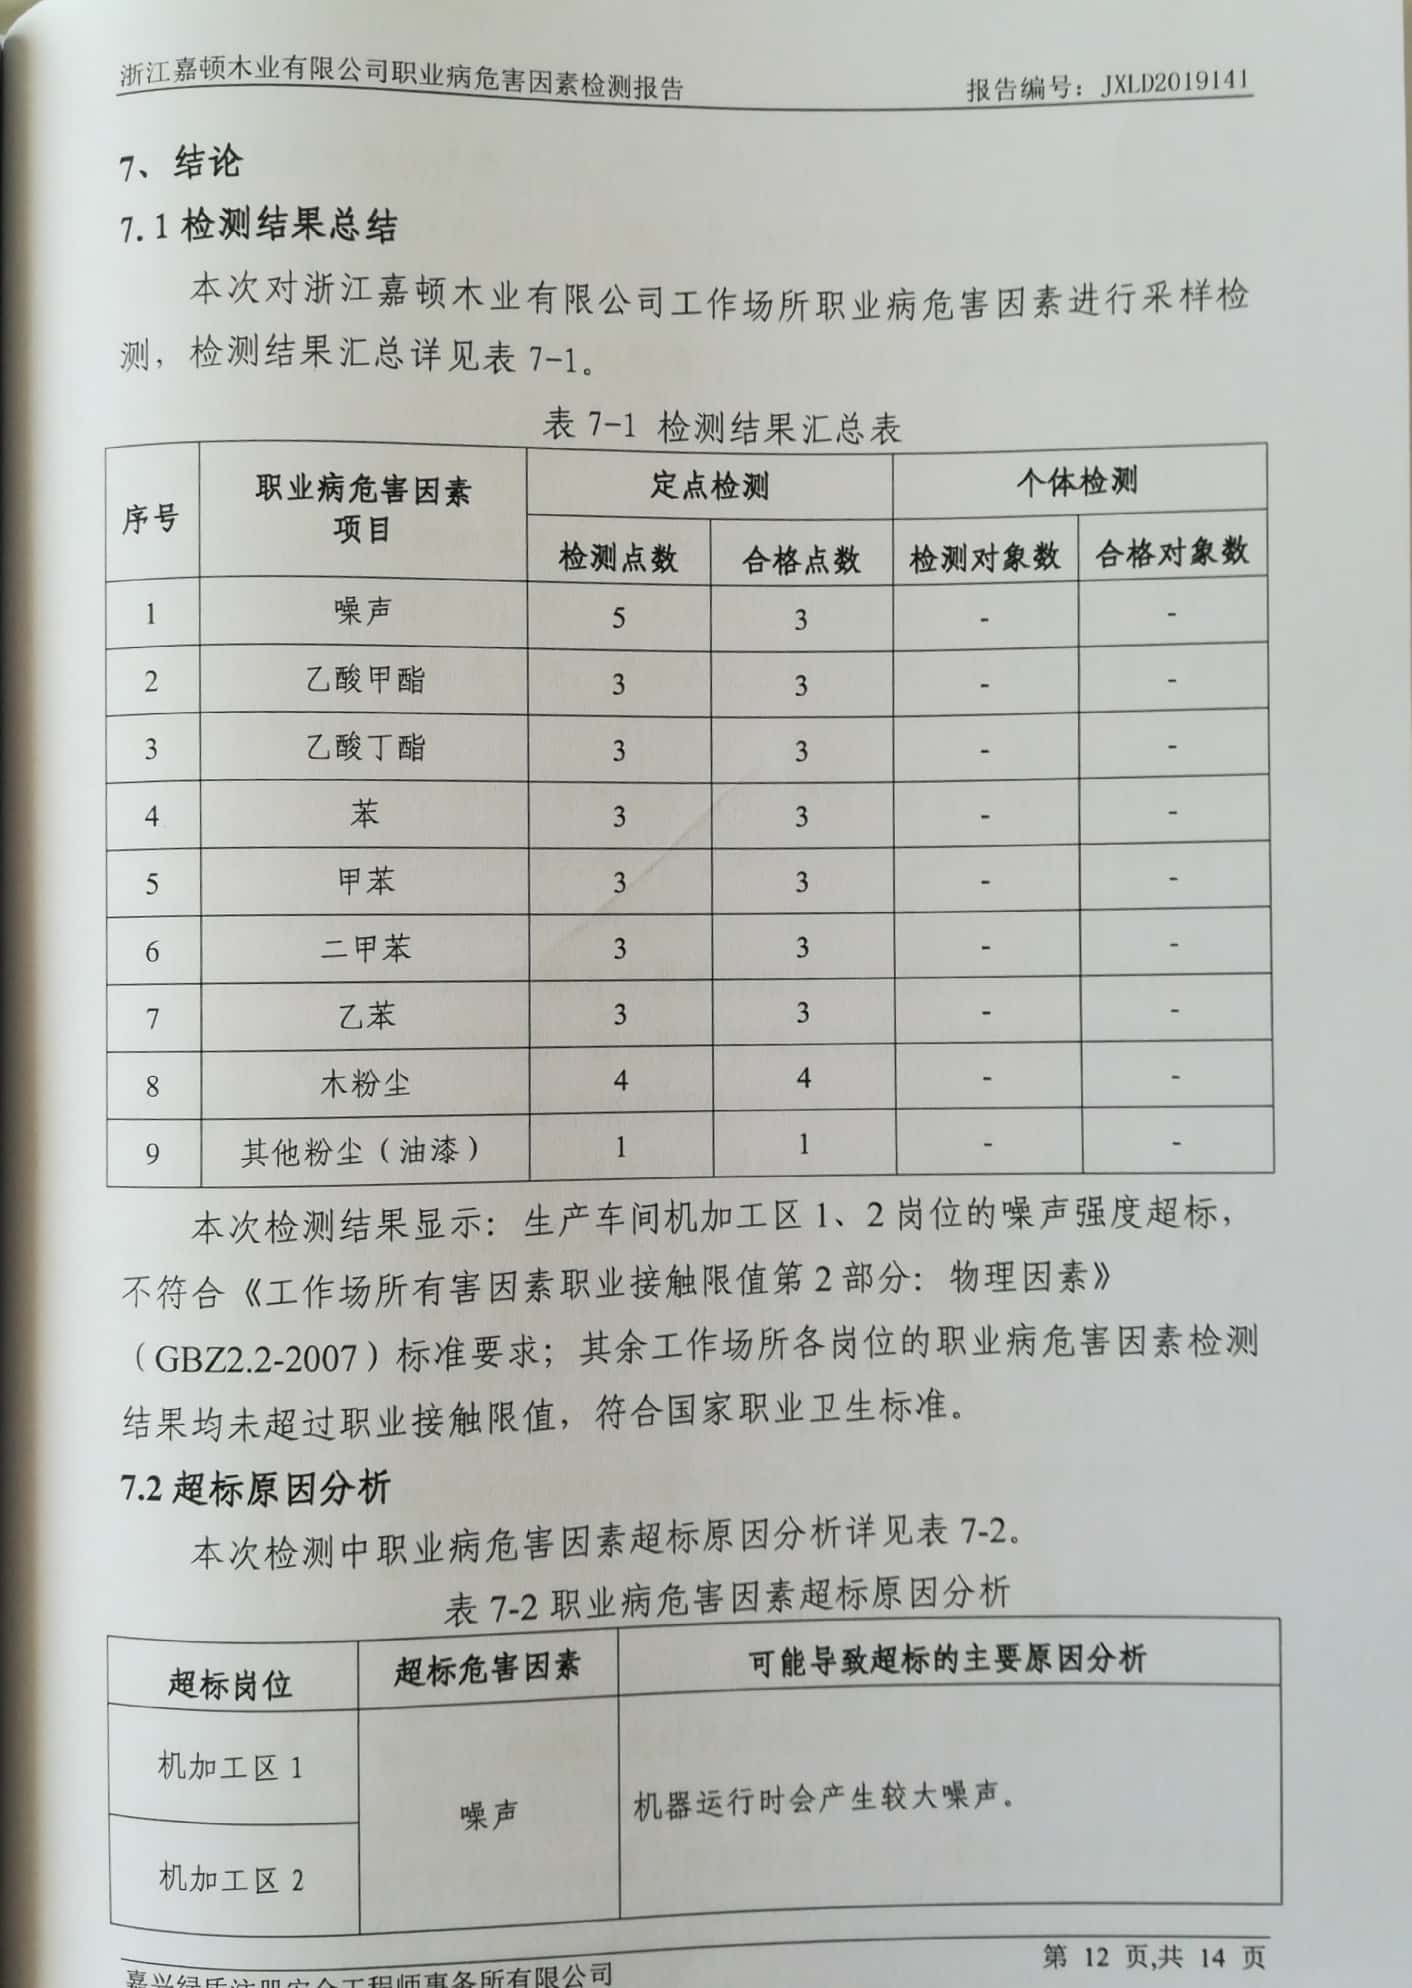 浙江嘉顿木业有限公司职业病危害因素检测报告 报告编号：JXLD2019141
7、结论
7.1检测结果总结
本次对浙江嘉顿木业有限公司工作场所职业病危害因素进行采样检
测，检测结果汇总详见表 7-1。
表 7-1 检测结果汇总表
序号 职业病危害因素项目 定点检测 个体检测
检测点数 合格点数 检测对象数 合格对象数
1 噪声 5 3 - -
2 乙酸甲酯 3 3 - -
3 乙酸丁酯 3 3 - -
4 苯 3 3 - -
5 甲苯 3 3 - -
6 二甲苯 3 3 - -
7 乙苯 3 3 - -
8 木粉尘 4 4 - -
9 其他粉尘（油漆） 1 1 - -
本次检测结果显示：生产车间机加工区 1、2 岗位的噪声强度超标，
不符合《工作场所有害因素职业接触限值第 2 部分：物理因素》
（GBZ2.2-2007）标准要求；其余工作场所各岗位的职业病危害因素检测
结果均未超过职业接触限值，符合国家职业卫生标准。
7.2 超标原因分析
本次检测中职业病危害因素超标原因分析详见表 7-2。
表 7-2 职业病危害因素超标原因分析
超标岗位 超标危害因素 可能导致超标的主要原因分析
机加工区 1
噪声 机器运行时会产生较大噪声。
机加工区 2
第 12 页,共 14 页
嘉兴绿盾注册安全工程师事务所有限公司